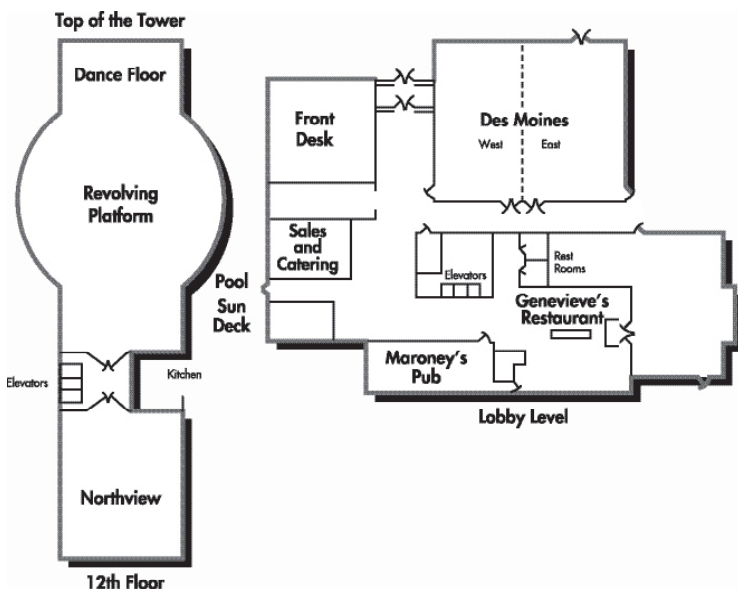 Top of the Tower
Dance Floor
Revolving
Platform
Elevators
Kitchen
Northview
12th Floor
Front
Desk
Des Moines
West East
Sales
and
Catering
Pool
Sun
Deck
Elevators
Rest
Rooms
Genevieve's
Restaurant
Maroney's
Pub
Lobby Level